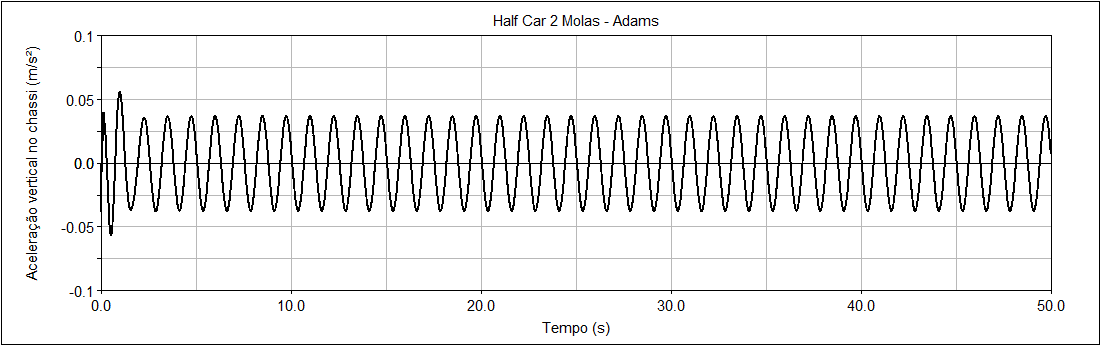 Half Car 2 Molas - Adams
Aceleração vertical no chassi (m/s²)
0.1
0.05
0.0
-0.05
-0.1
0.0 10.0 20.0 30.0 40.0 50.0
Tempo (s)